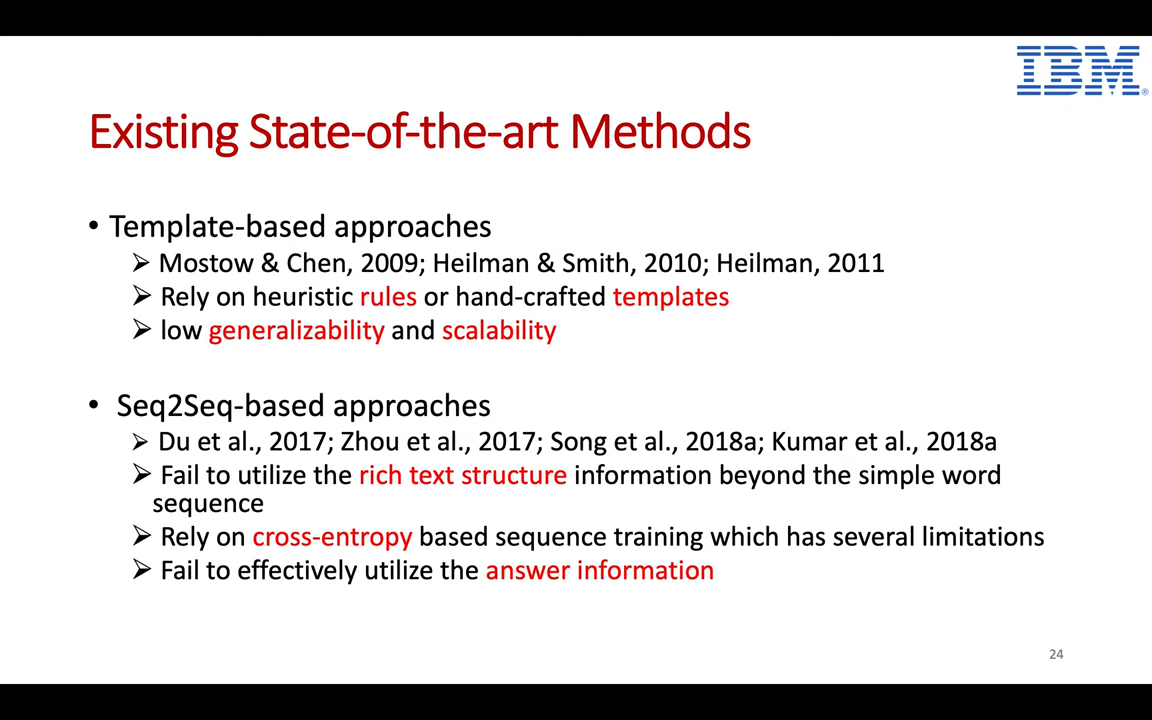 IBM®
Existing State-of-the-art Methods
• Template-based approaches
➢ Mostow & Chen, 2009; Heilman & Smith, 2010; Heilman, 2011
➢ Rely on heuristic rules or hand-crafted templates
➢ low generalizability and scalability
• Seq2Seq-based approaches
➢ Du et al., 2017; Zhou et al., 2017; Song et al., 2018a; Kumar et al., 2018a
➢ Fail to utilize the rich text structure information beyond the simple word
sequence
➢ Rely on cross-entropy based sequence training which has several limitations
➢ Fail to effectively utilize the answer information
24